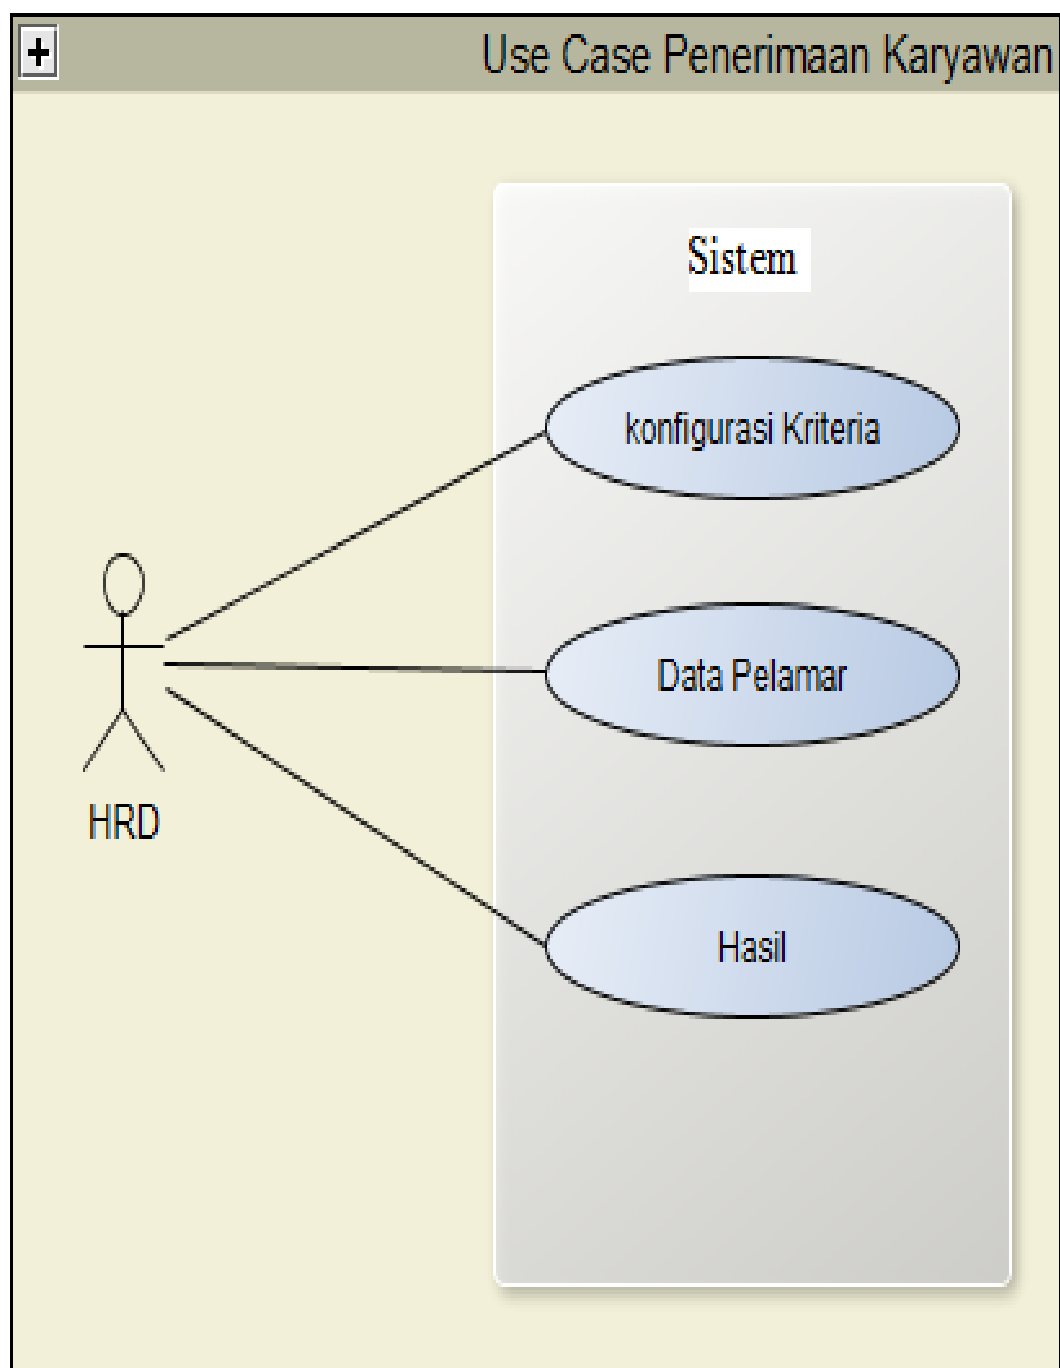 Use Case Penerimaan Karyawan
Sistem
konfigurasi Kriteria
Data Pelamar
HRD
Hasil